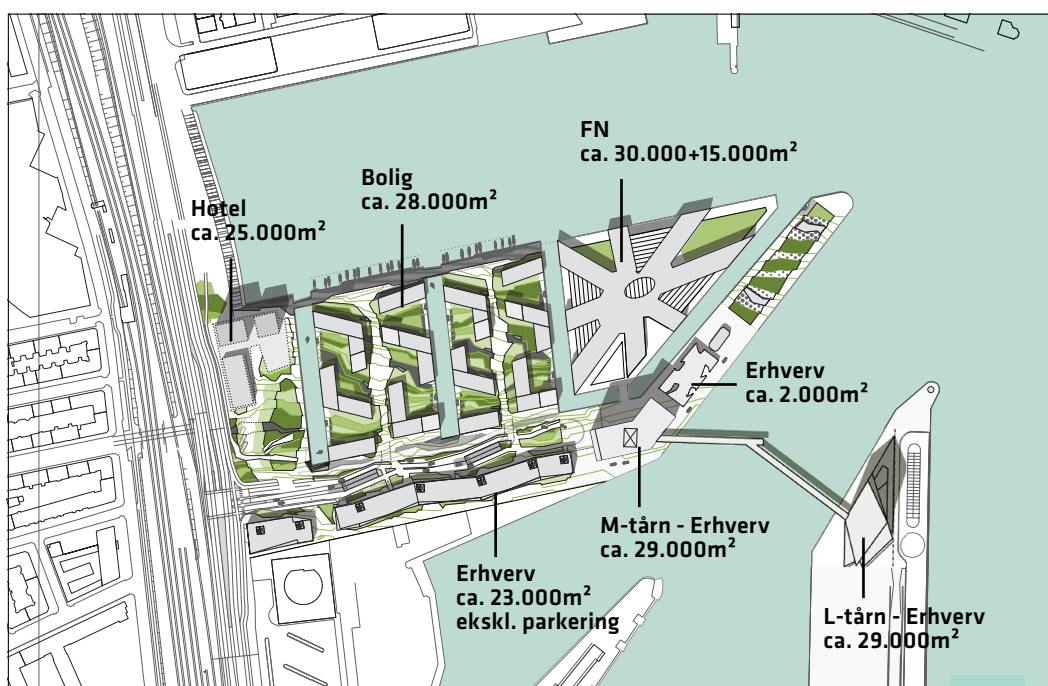 FN
ca. 30.000+15.000m²
Bolig
ca. 28.000m²
Hotel
ca. 25.000m²
Erhverv
ca. 2.000m²
M-tårn - Erhverv
ca. 29.000m²
Erhverv
ca. 23.000m²
ekskl. parkering
L-tårn - Erhverv
ca. 29.000m²